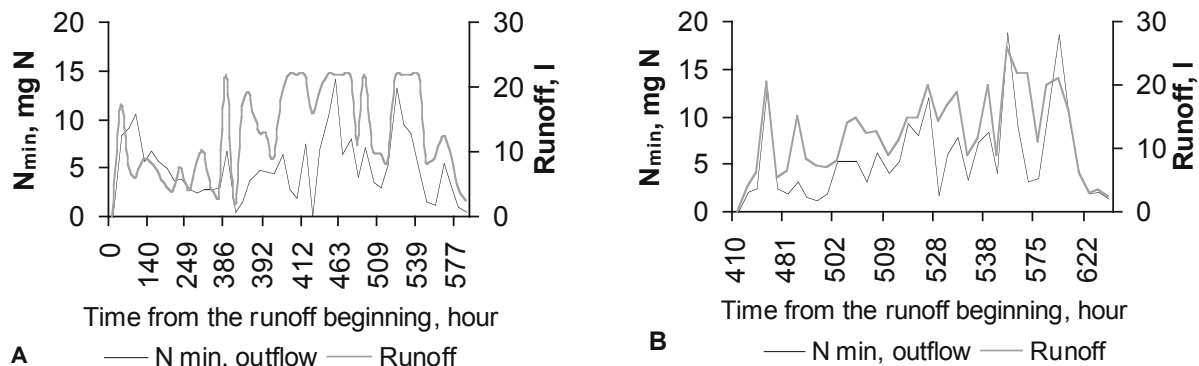 20
15
10
5
0
N min, mg N
30
20
10
0
Runoff, l
0 140 249 386 392 412 463 509 539 577
Time from the runoff beginning, hour
A
N min. outflow Runoff
20
15
10
5
0
N min, mg N
30
20
10
0
Runoff, l
410 481 502 509 528 538 575 622
Time from the runoff beginning, hour
B
N min, outflow Runoff